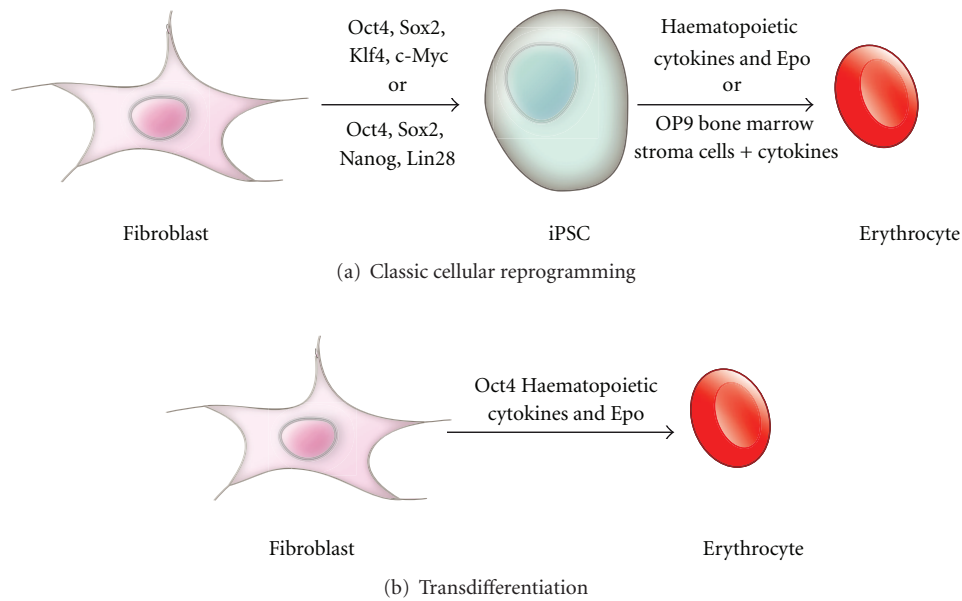 Oct4, Sox2,
Klf4, c-Myc
or
Oct4, Sox2,
Nanog, Lin28
Haematopoietic
cytokines and Epo
or
OP9 bone marrow
stroma cells + cytokines
Fibroblast
iPSC
Erythrocyte
(a) Classic cellular reprogramming
Oct4 Haematopoietic
cytokines and Epo
Fibroblast
Erythrocyte
(b) Transdifferentiation